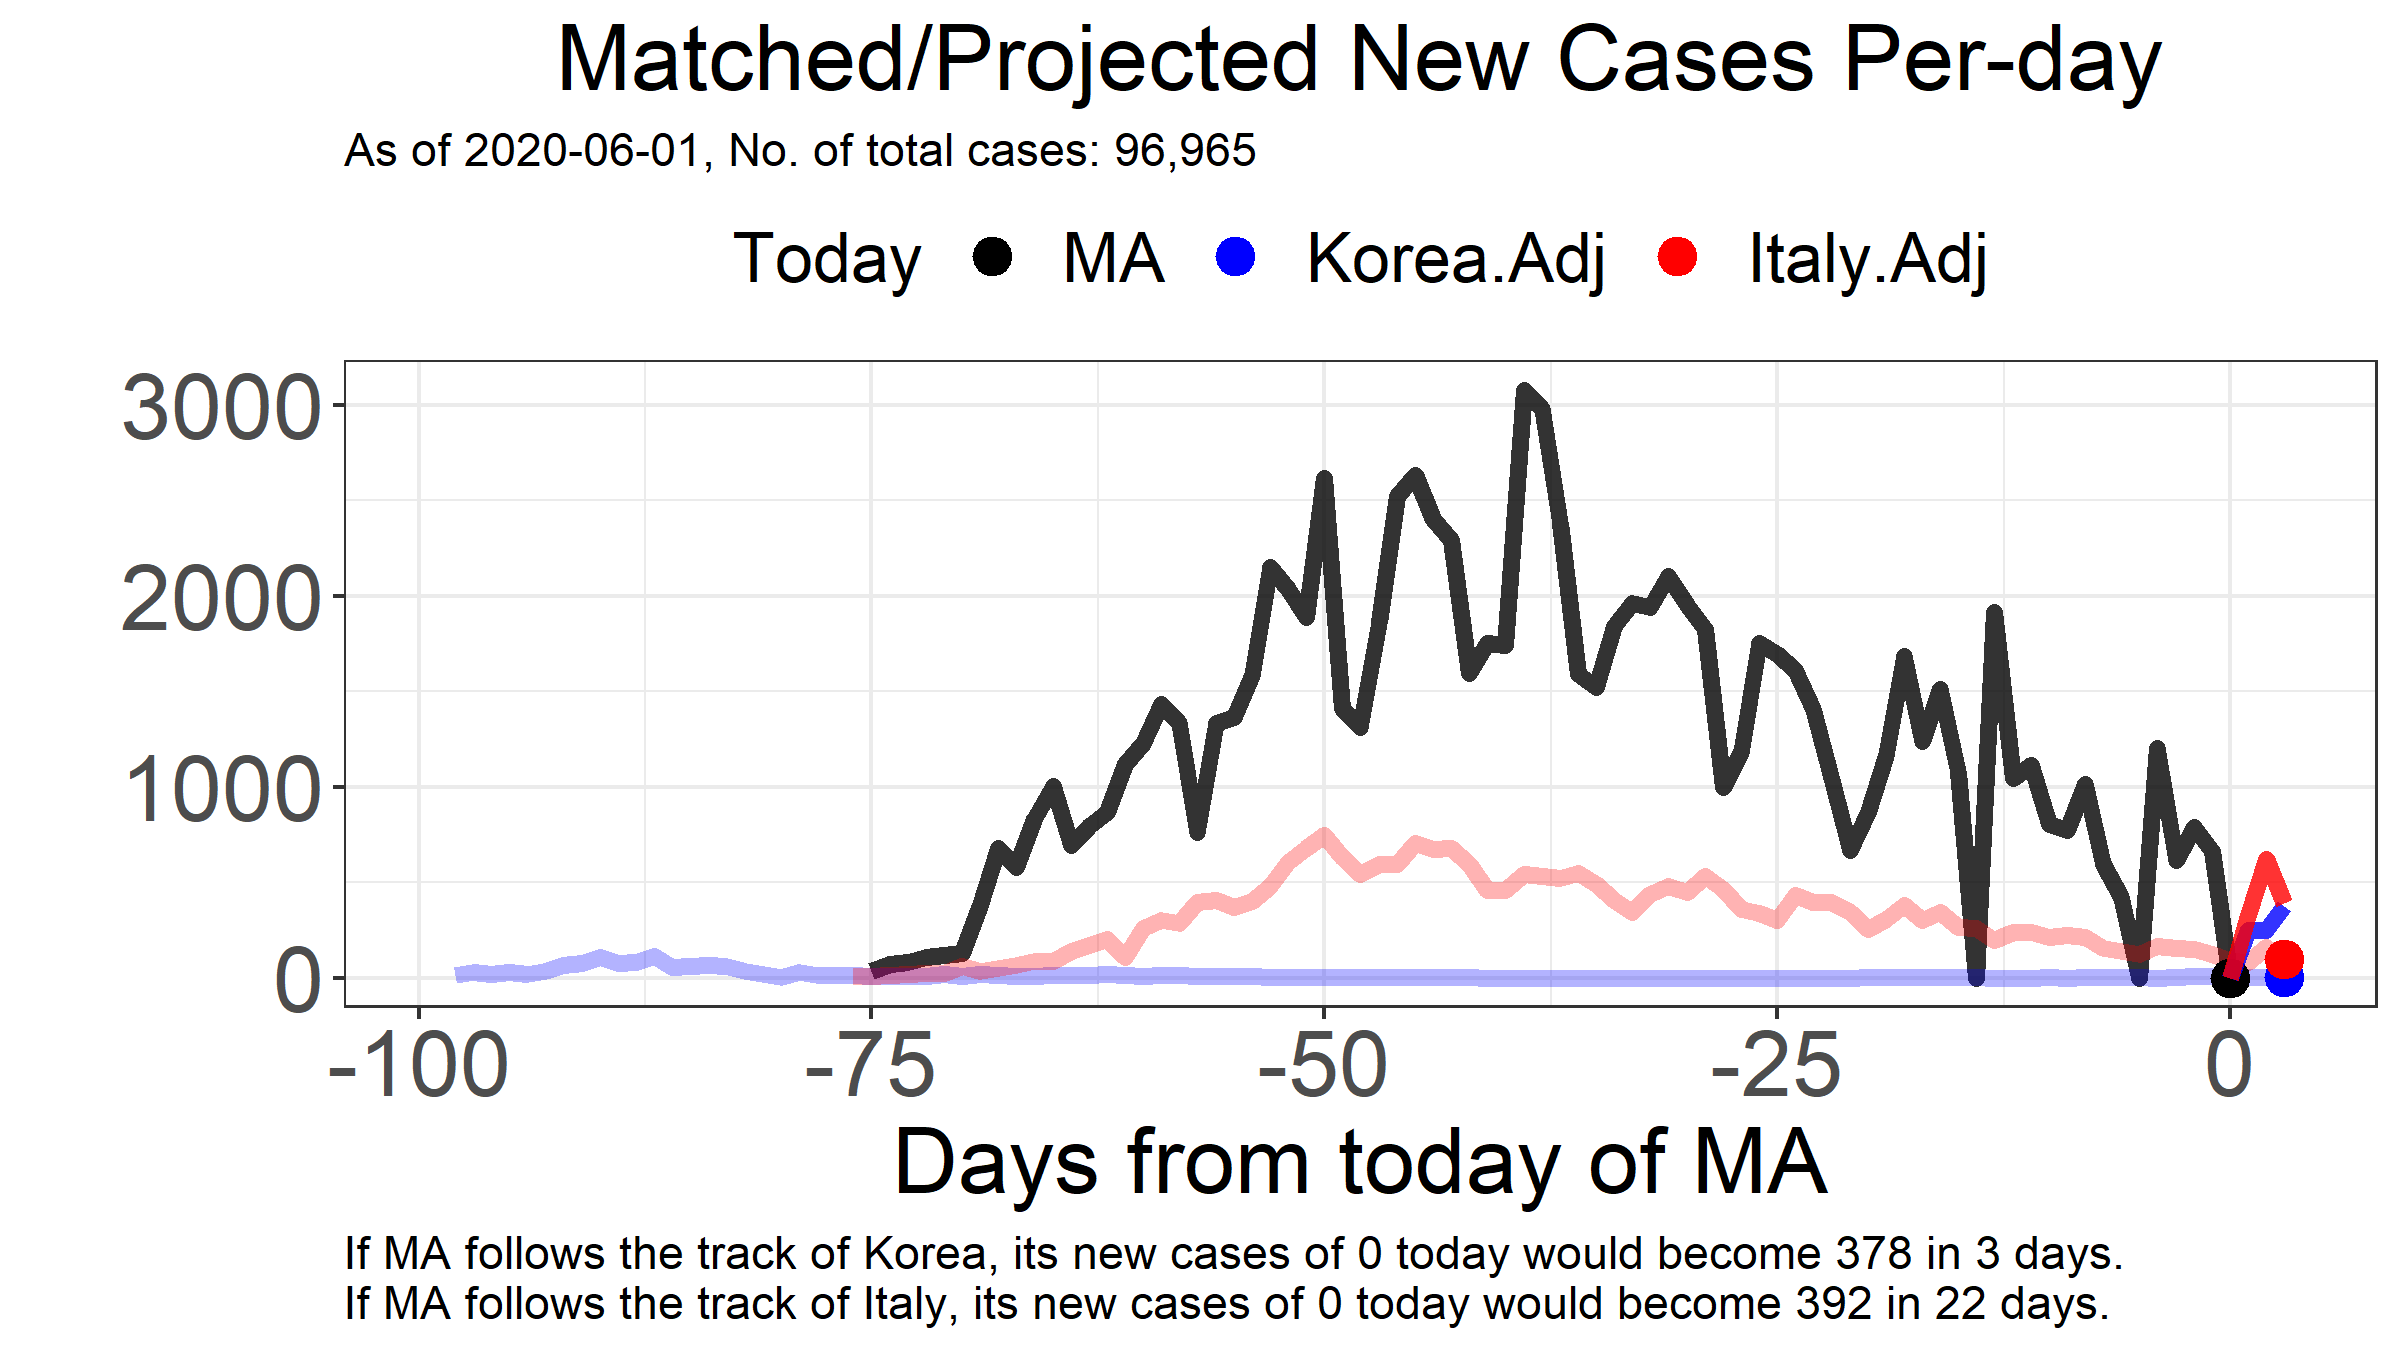 Matched/Projected New Cases Per-day
As of 2020-06-01, No. of total cases: 96,965
Today MA Korea.Adj Italy.Adj
3000
2000
1000
0
-100 -75 -50 -25 0
Days from today of MA
If MA follows the track of Korea, its new cases of 0 today would become 378 in 3 days.
If MA follows the track of Italy, its new cases of 0 today would become 392 in 22 days.